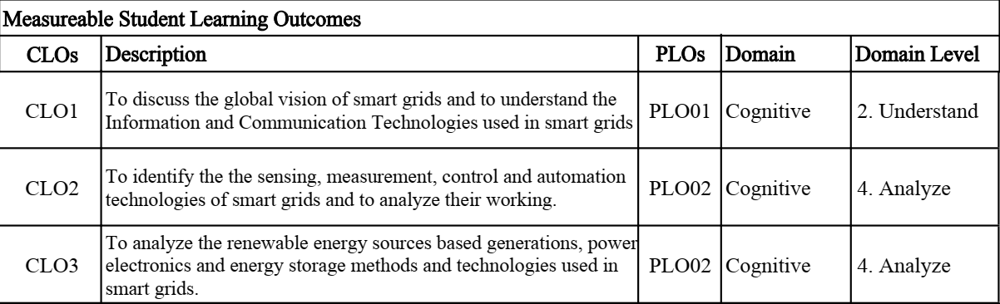 Measureable Student Learning Outcomes
CLOs Description PLOs Domain Domain Level
CLO1 To discuss the global vision of smart grids and to understand the
Information and Communication Technologies used in smart grids PLO01 Cognitive 2. Understand
CLO2 To identify the the sensing, measurement, control and automation
technologies of smart grids and to analyze their working. PLO02 Cognitive 4. Analyze
CLO3 To analyze the renewable energy sources based generations, power
electronics and energy storage methods and technologies used in
smart grids. PLO02 Cognitive 4. Analyze